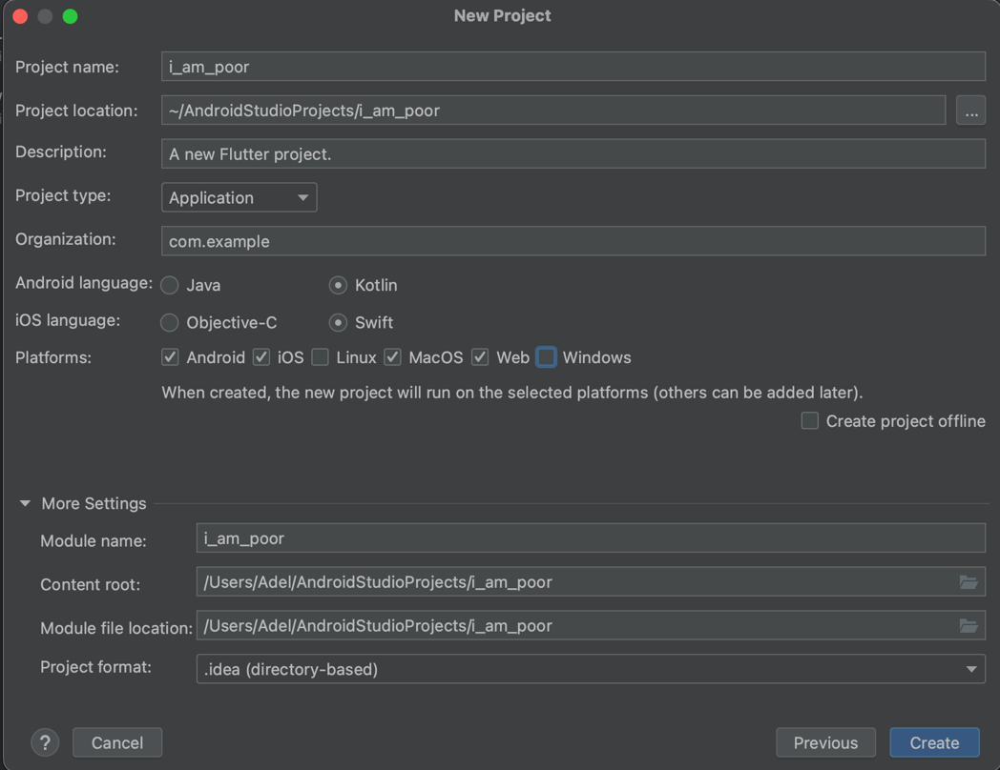 New Project
Project name: i_am_poor
Project location: ~/AndroidStudioProjects/i_am_poor ...
Description: A new Flutter project.
Project type: Application
Organization: com.example
Android language: Java Kotlin
iOS language: Objective-C Swift
Platforms: Android iOS Linux MacOS Web Windows
When created, the new project will run on the selected platforms (others can be added later).
Create project offline
More Settings
Module name: i_am_poor
Content root: /Users/Adel/AndroidStudioProjects/i_am_poor
Module file location: /Users/Adel/AndroidStudioProjects/i_am_poor
Project format: .idea (directory-based)
? Cancel Previous Create